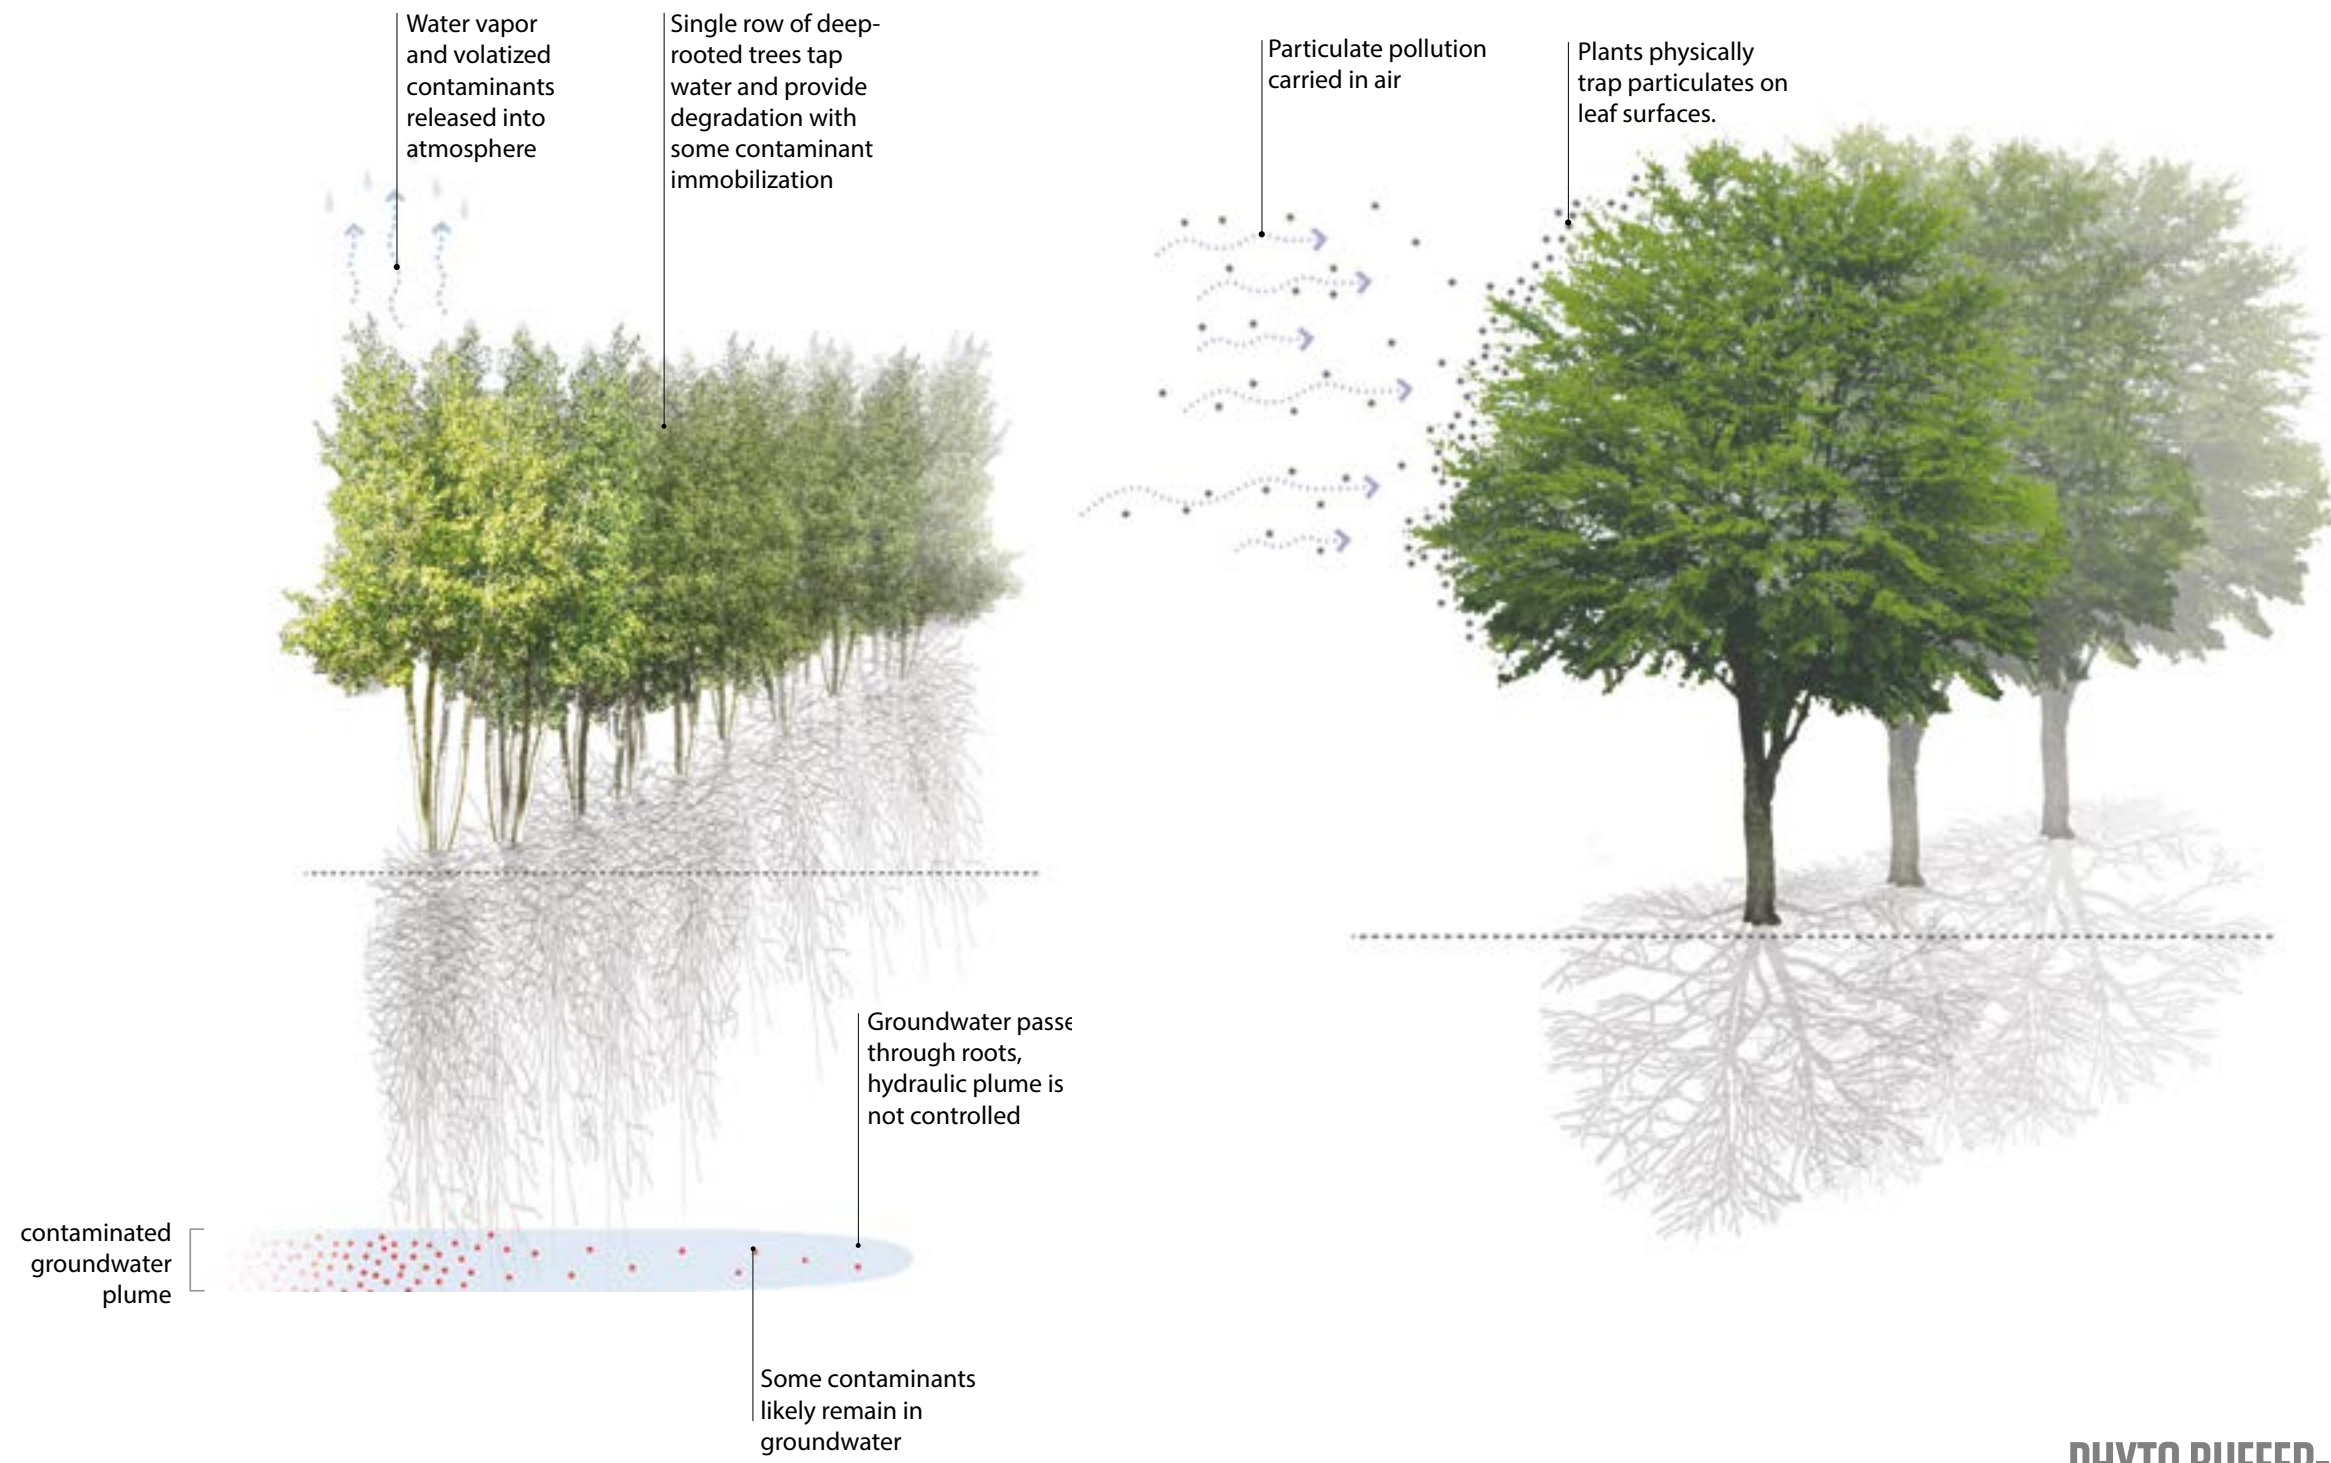 Water vapor
and volatized
contaminants
released into
atmosphere
Single row of deep-
rooted trees tap
water and provide
degradation with
some contaminant
immobilization
Particulate pollution
carried in air
Plants physically
trap particulates on
leaf surfaces.
Groundwater passe
through roots,
hydraulic plume is
not controlled
contaminated
groundwater
plume
Some contaminants
likely remain in
groundwater
PHYTO BUFFER-